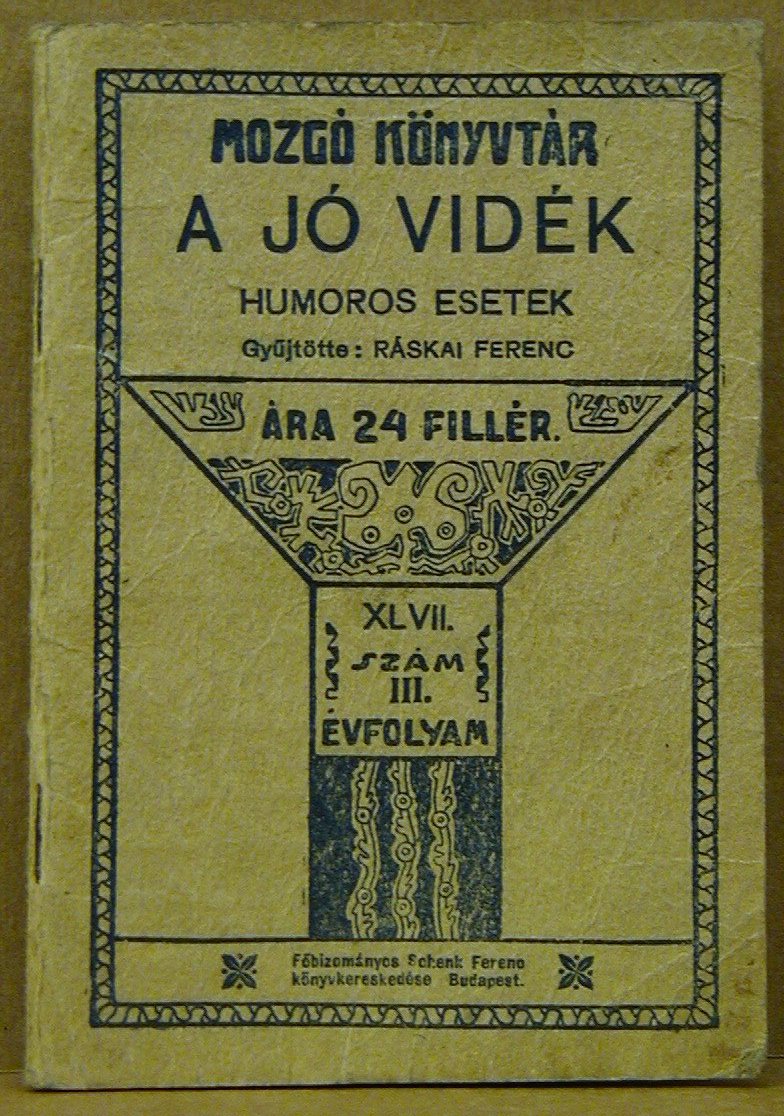 MOZGÓ KÖNYVTÁR
A JÓ VIDÉK
HUMOROS ESETEK
Gyűjtötte: RÁSKAI FERENC
ÁRA 24 FILLÉR.
XLVII.
SZÁM
III.
ÉVFOLYAM
Főbizományos Schenk Ferenc
könyvkereskedése Budapest.